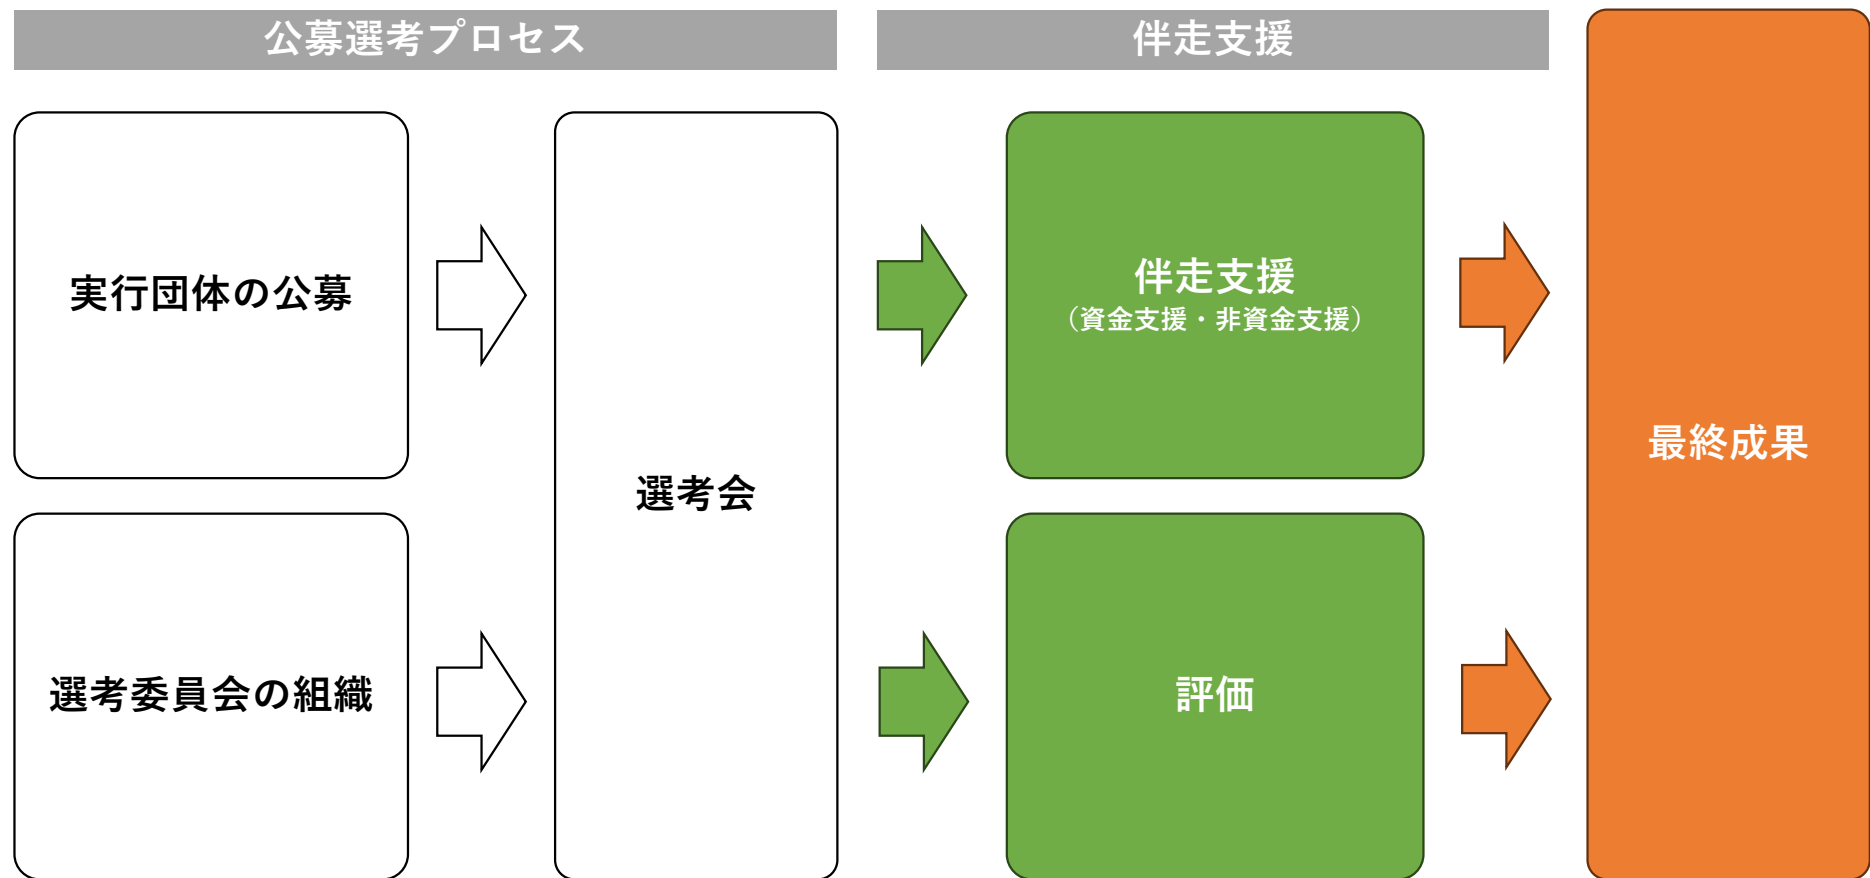 公募選考プロセス
伴走支援
実行団体の公募
選考委員会の組織
選考会
伴走支援
（資金支援・非資金支援）
評価
最終成果